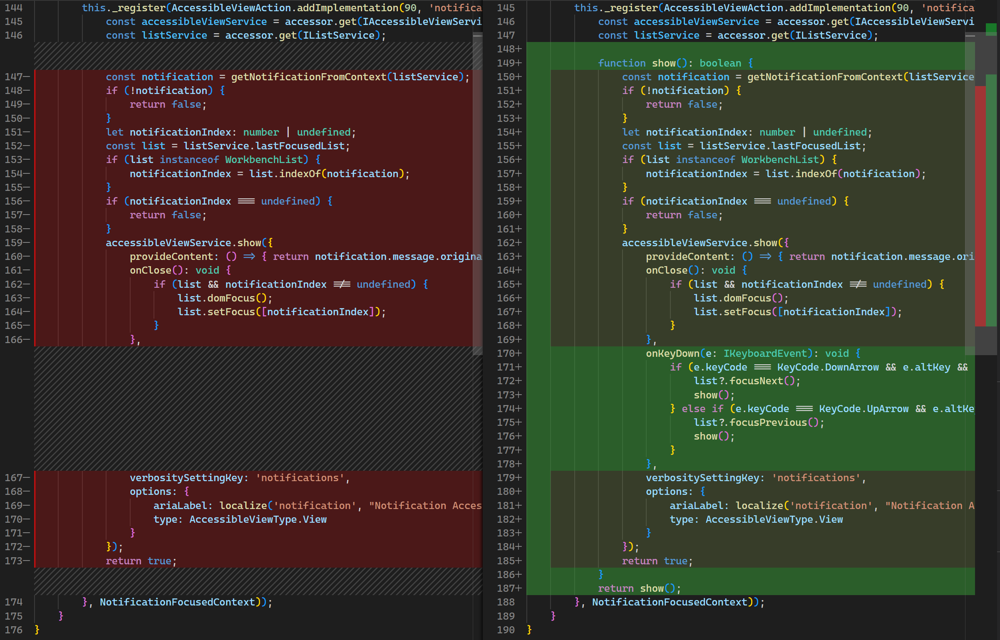 144 this._register(AccessibleViewAction.addImplementation(90, 'notifica
145 const accessibleViewService = accessor.get(IAccessibleViewServi
146 const listService = accessor.get(IListService);
147— const notification = getNotificationFromContext(listService);
148— if (!notification) {
149— return false;
150— }
151— let notificationIndex: number | undefined;
152— const list = listService.lastFocusedList;
153— if (list instanceof WorkbenchList) {
154— notificationIndex = list.indexOf(notification);
155— }
156— if (notificationIndex === undefined) {
157— return false;
158— }
159— accessibleViewService.show({
160— provideContent: () => { return notification.message.origina
161— onClose(): void {
162— if (list && notificationIndex !== undefined) {
163— list.domFocus();
164— list.setFocus([notificationIndex]);
165— }
166— },
167— verbositySettingKey: 'notifications',
168— options: {
169— ariaLabel: localize('notification', "Notification Acces
170— type: AccessibleViewType.View
171— }
172— });
173— return true;
174 }, NotificationFocusedContext));
175 }
176 }
145 this._register(AccessibleViewAction.addImplementation(90, 'notifica
146 const accessibleViewService = accessor.get(IAccessibleViewServi
147 const listService = accessor.get(IListService);
148+
149+ function show(): boolean {
150+ const notification = getNotificationFromContext(listService
151+ if (!notification) {
152+ return false;
153+ }
154+ let notificationIndex: number | undefined;
155+ const list = listService.lastFocusedList;
156+ if (list instanceof WorkbenchList) {
157+ notificationIndex = list.indexOf(notification);
158+ }
159+ if (notificationIndex === undefined) {
160+ return false;
161+ }
162+ accessibleViewService.show({
163+ provideContent: () => { return notification.message.ori
164+ onClose(): void {
165+ if (list && notificationIndex !== undefined) {
166+ list.domFocus();
167+ list.setFocus([notificationIndex]);
168+ }
169+ },
170+ onKeyDown(e: IKeyboardEvent): void {
171+ if (e.keyCode === KeyCode.DownArrow && e.altKey &&
172+ list?.focusNext();
173+ show();
174+ } else if (e.keyCode === KeyCode.UpArrow && e.altKe
175+ list?.focusPrevious();
176+ show();
177+ }
178+ },
179+ verbositySettingKey: 'notifications',
180+ options: {
181+ ariaLabel: localize('notification', "Notification A
182+ type: AccessibleViewType.View
183+ }
184+ });
185+ return true;
186+ }
187+ return show();
188 }, NotificationFocusedContext));
189 }
190 }